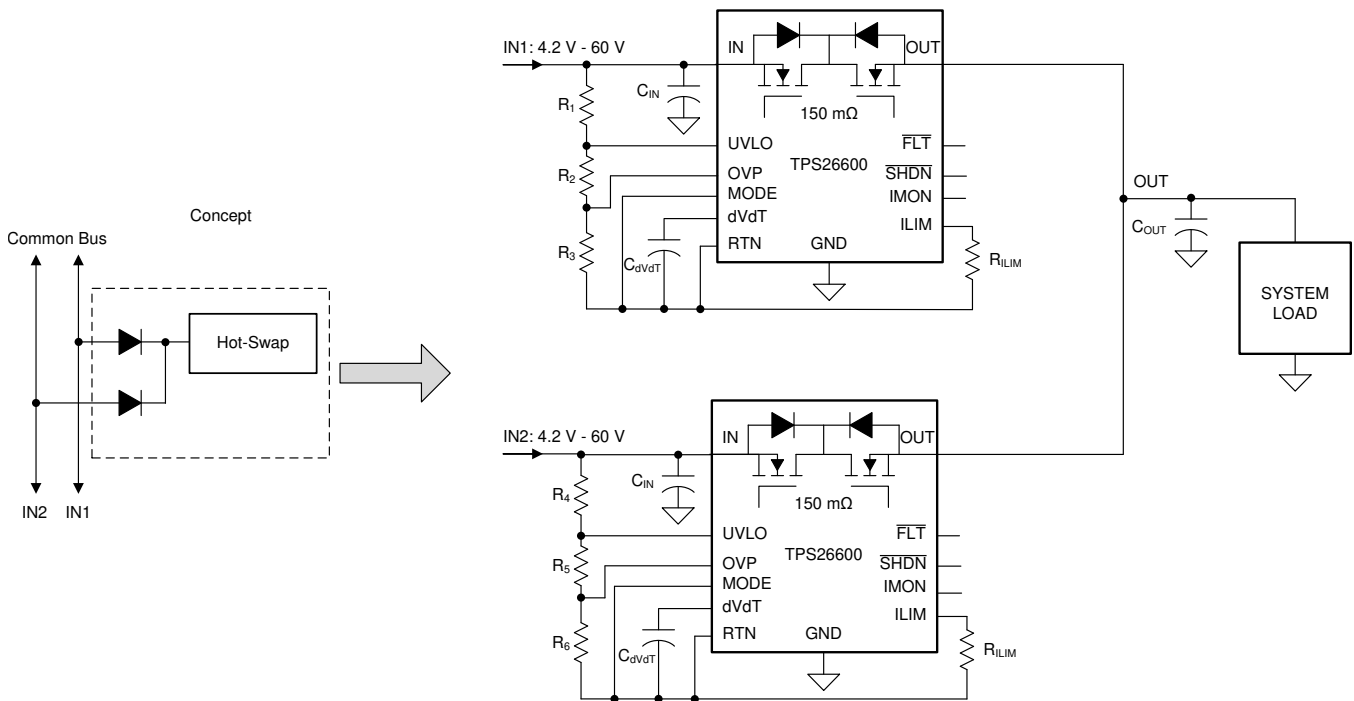 Concept
Common Bus
Hot-Swap
IN2 IN1
IN1: 4.2 V - 60 V
IN
OUT
CIN
R1
150 mΩ
UVLO
FLT
TPS26600
R2
OVP
SHDN
MODE
IMON
dVdT
ILIM
R3
RTN
GND
CdVdT
RILIM
OUT
COUT
SYSTEM
LOAD
IN2: 4.2 V - 60 V
IN
OUT
CIN
R4
150 mΩ
UVLO
FLT
TPS26600
R5
OVP
SHDN
MODE
IMON
dVdT
ILIM
R6
RTN
GND
CdVdT
RILIM